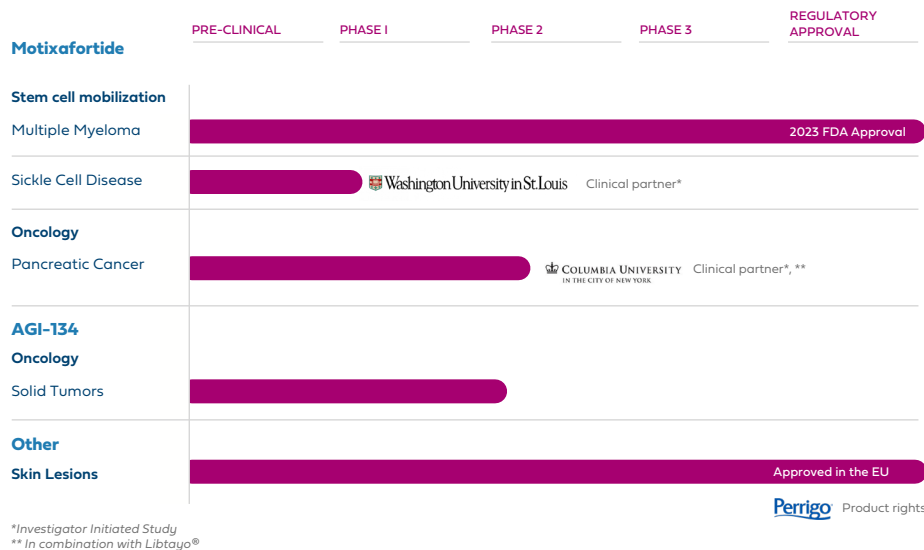 Motixafortide
PRE-CLINICAL
PHASE I
PHASE 2
PHASE 3
REGULATORY
APPROVAL
Stem cell mobilization
Multiple Myeloma
2023 FDA Approval
Sickle Cell Disease
Washington University in St. Louis
Clinical partner*
Oncology
Pancreatic Cancer
COLUMBIA UNIVERSITY
IN THE CITY OF NEW YORK
Clinical partner*, **
AGI-134
Oncology
Solid Tumors
Other
Skin Lesions
Approved in the EU
Perrigo
Product rights
*Investigator Initiated Study
** In combination with Libtayo®